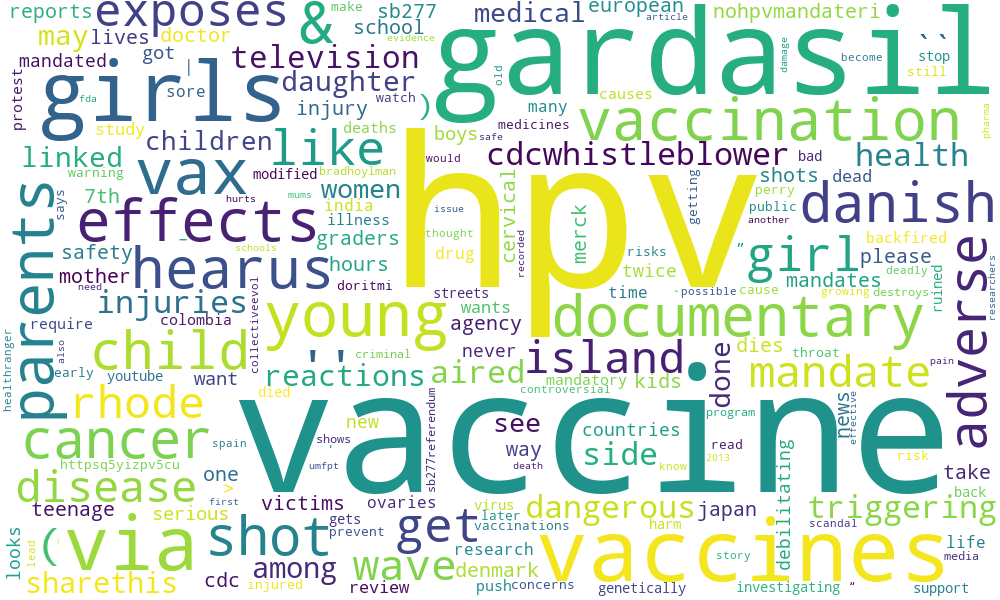 reports exposes & sb277 medical european nohpvmandateri
may lives doctor school gardasil ``
mandated got | television make article evidence stop
protest fda girls sore daughter ) old damage become still
study injury watch many causes vaccination pharma
children deaths boys medicines safe
linked vax like would cdcwhistleblower bad health
warning modified bradhoylman hpv shots dead
parents says 7th hurts mums women cervical getting perry danish
effects india issue merck public another
illness thought recorded girl backfired
safety _ graders drug risks ” please adverse
mother hearus schools hours twice mandates deadly
need doritmi streets time possible cause growing destroys ruined researchers
injuries collectiveevol young wants documentary
require colombia agency
healthranger also child '' criminal never island done dies throat pain
early youtube want reactions aired mandatory kids mandate
rhode died controversial news effective
cancer spain new vaccine see countries program
shows ' sb277referendum way side read 2013
httpsq5yizpv5cu one umfpt death know risk take
disease > first victims ovaries virus dangerous japan debilitating back
teenage serious gets later harm scandal triggering
looks ( via shot prevent get vaccinations vaccines life
lead research story media
sharethis cdc among wave denmark
injured review push concerns genetically investigating “ support